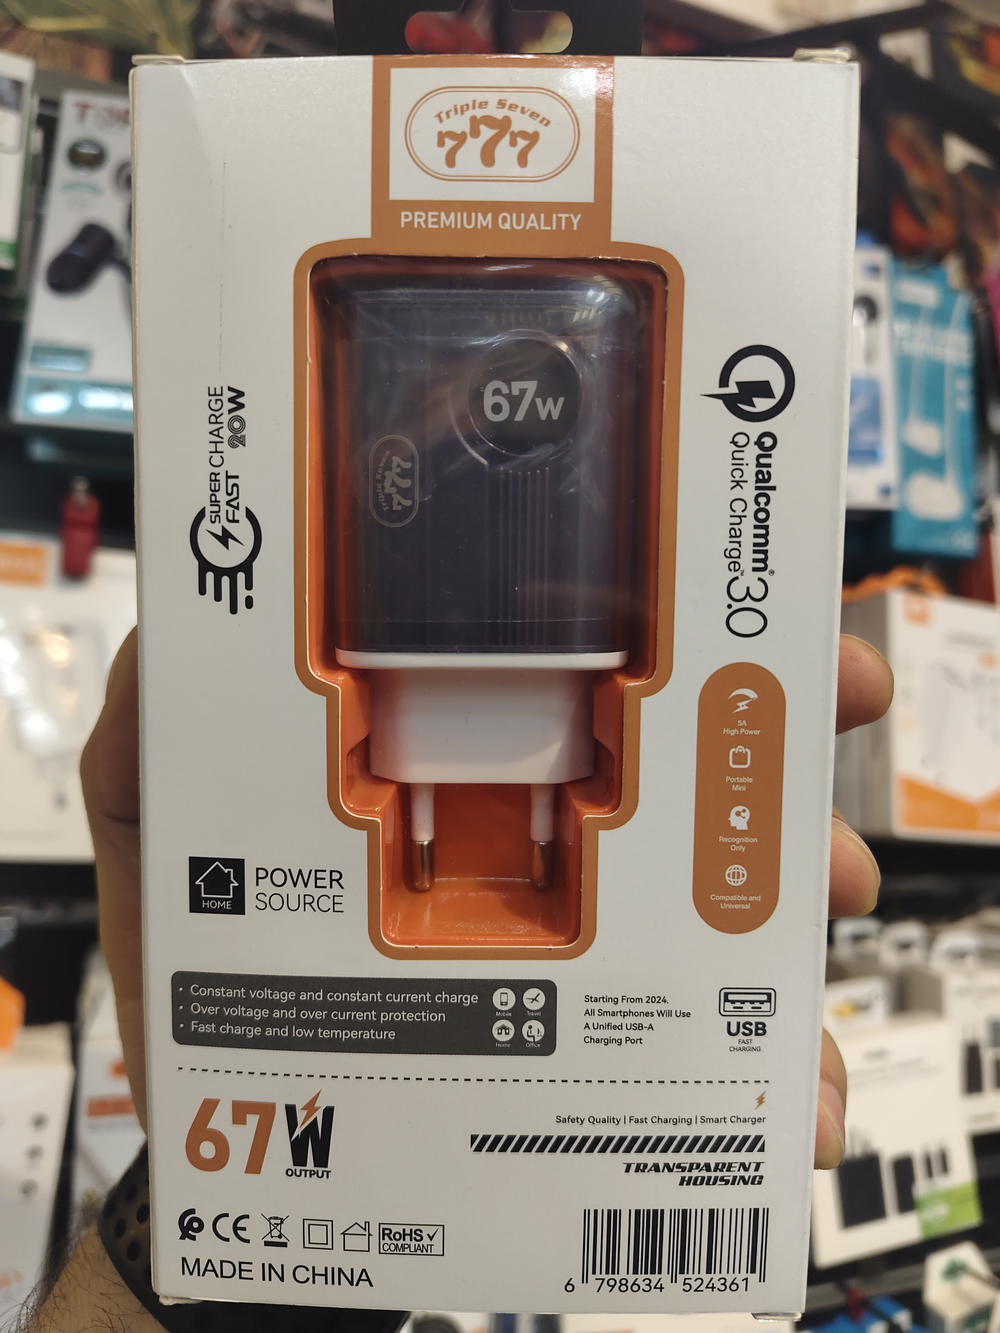 Triple Seven
777
PREMIUM QUALITY
67W
SUPER CHARGE
FAST 20W
Qualcomm®
Quick Charge™ 3.0
5A
High Power
Portable
Mini
Recognition
Only
Compatible and
Universal
HOME
POWER
SOURCE
• Constant voltage and constant current charge
• Over voltage and over current protection
• Fast charge and low temperature
Mobile
Travel
Home
Office
Starting From 2024.
All Smartphones Will Use
A Unified USB-A
Charging Port
USB
FAST
CHARGING
67W
OUTPUT
Safety Quality | Fast Charging | Smart Charger
TRANSPARENT
HOUSING
CE
RoHS
COMPLIANT
MADE IN CHINA
6 798634 524361